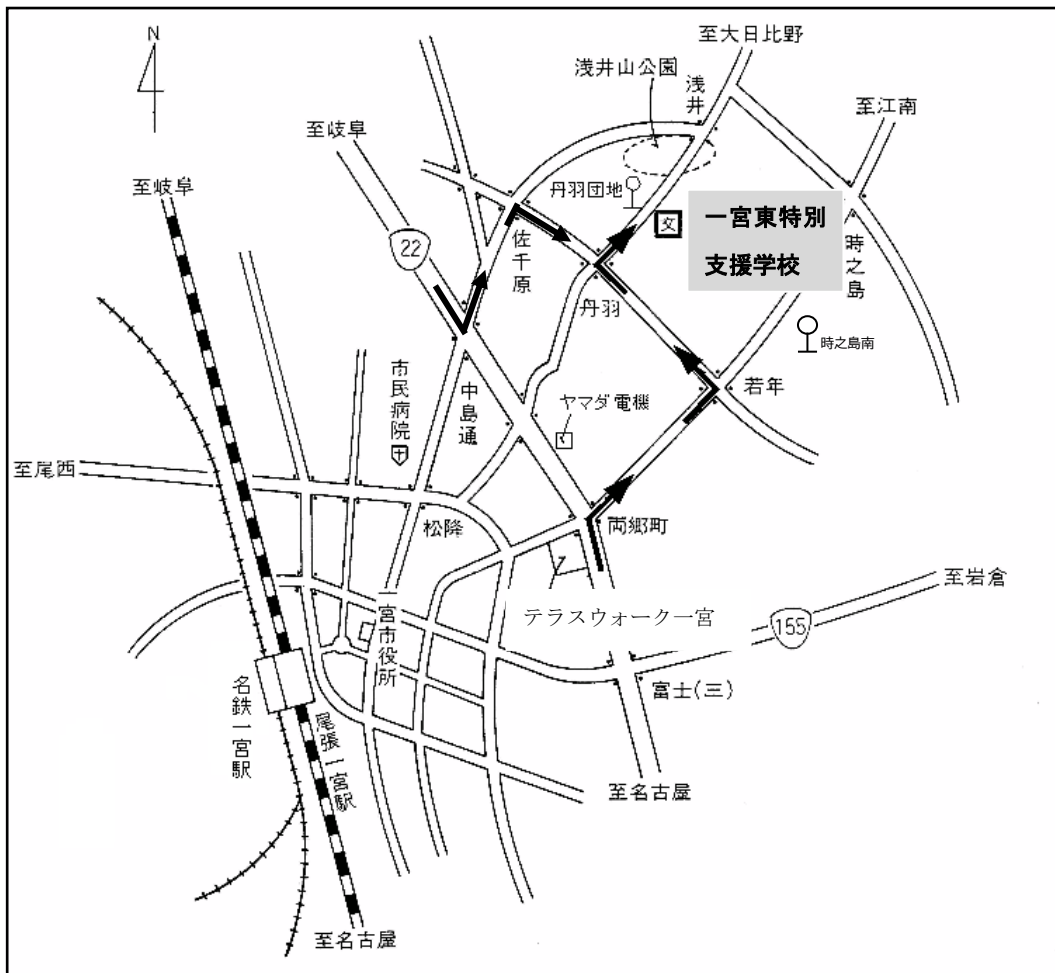 N
至大日比野
浅井山公園
浅井
至江南
至岐阜
至岐阜
22
丹羽団地
文
一宮東特別
支援学校
佐千原
時之島
丹羽
時之島南
若年
市民病院
中島通
ヤマダ電機
至尾西
松降
両郷町
至岩倉
テラスウォーク一宮
155
一宮市役所
富士(三)
名鉄一宮駅
尾張一宮駅
至名古屋
至名古屋